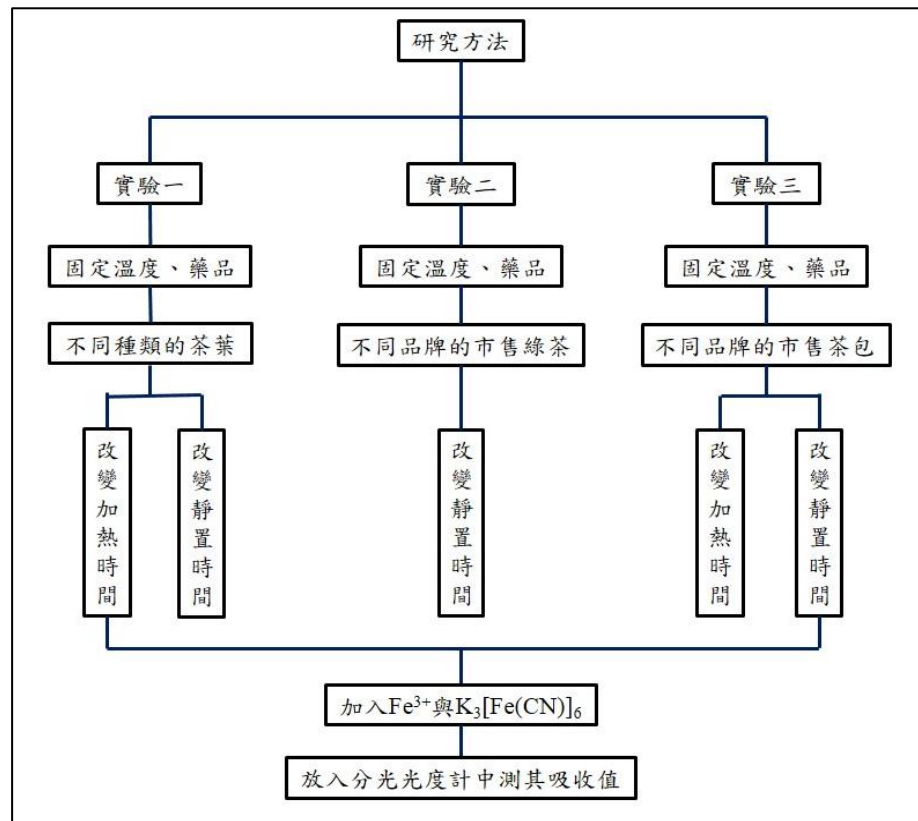 研究方法
實驗一
實驗二
實驗三
固定溫度、藥品
固定溫度、藥品
固定溫度、藥品
不同種類的茶葉
不同品牌的市售綠茶
不同品牌的市售茶包
改變加熱時間
改變靜置時間
改變靜置時間
改變加熱時間
改變靜置時間
加入Fe³⁺與K₃[Fe(CN)]₆
放入分光光度計中測其吸收值